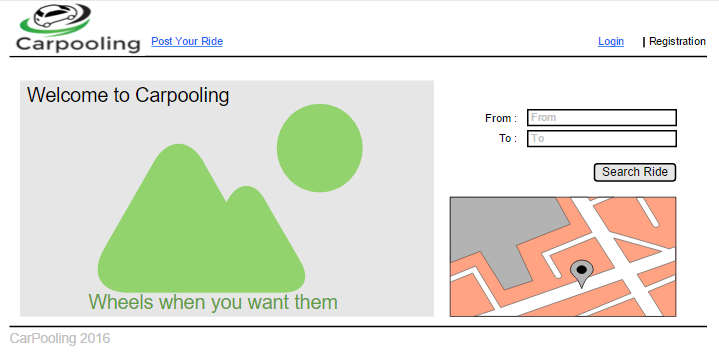 Carpooling
Post Your Ride
Login
| Registration
Welcome to Carpooling
From :
From
To :
To
Search Ride
Wheels when you want them
CarPooling 2016